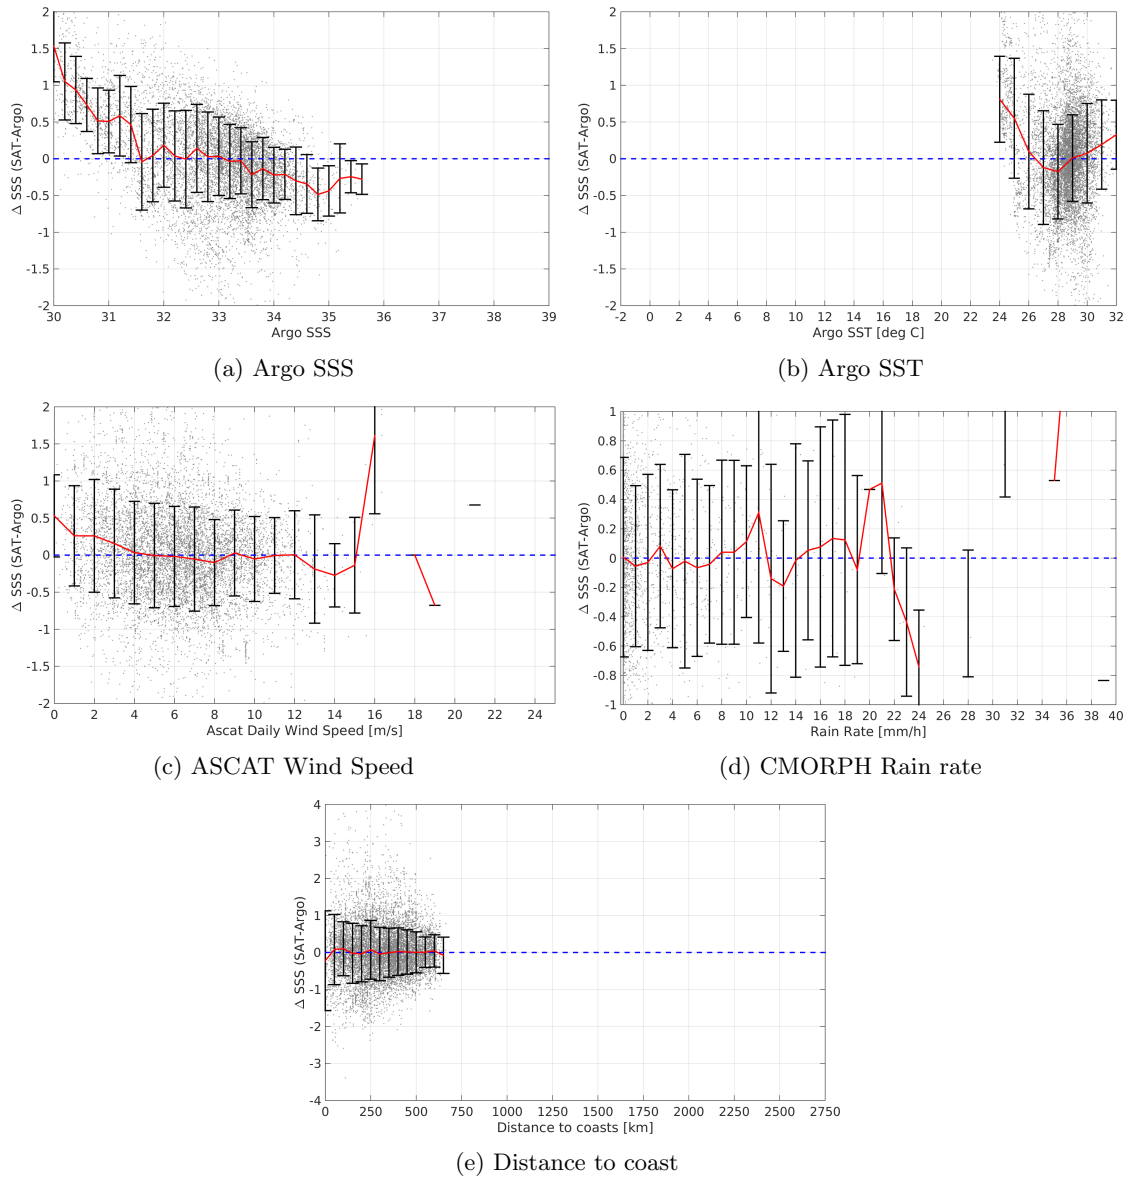 2
1.5
1
0.5
0
-0.5
-1
-1.5
-2
Δ SSS (SAT-Argo)
30 31 32 33 34 35 36 37 38 39
Argo SSS
(a) Argo SSS
2
1.5
1
0.5
0
-0.5
-1
-1.5
-2
Δ SSS (SAT-Argo)
-2 0 2 4 6 8 10 12 14 16 18 20 22 24 26 28 30 32
Argo SST [deg C]
(b) Argo SST
2
1.5
1
0.5
0
-0.5
-1
-1.5
-2
Δ SSS (SAT-Argo)
0 2 4 6 8 10 12 14 16 18 20 22 24
Ascat Daily Wind Speed [m/s]
(c) ASCAT Wind Speed
1
0.8
0.6
0.4
0.2
0
-0.2
-0.4
-0.6
-0.8
-1
Δ SSS (SAT-Argo)
0 2 4 6 8 10 12 14 16 18 20 22 24 26 28 30 32 34 36 38 40
Rain Rate [mm/h]
(d) CMORPH Rain rate
4
3
2
1
0
-1
-2
-3
-4
Δ SSS (SAT-Argo)
0 250 500 750 1000 1250 1500 1750 2000 2250 2500 2750
Distance to coasts [km]
(e) Distance to coast